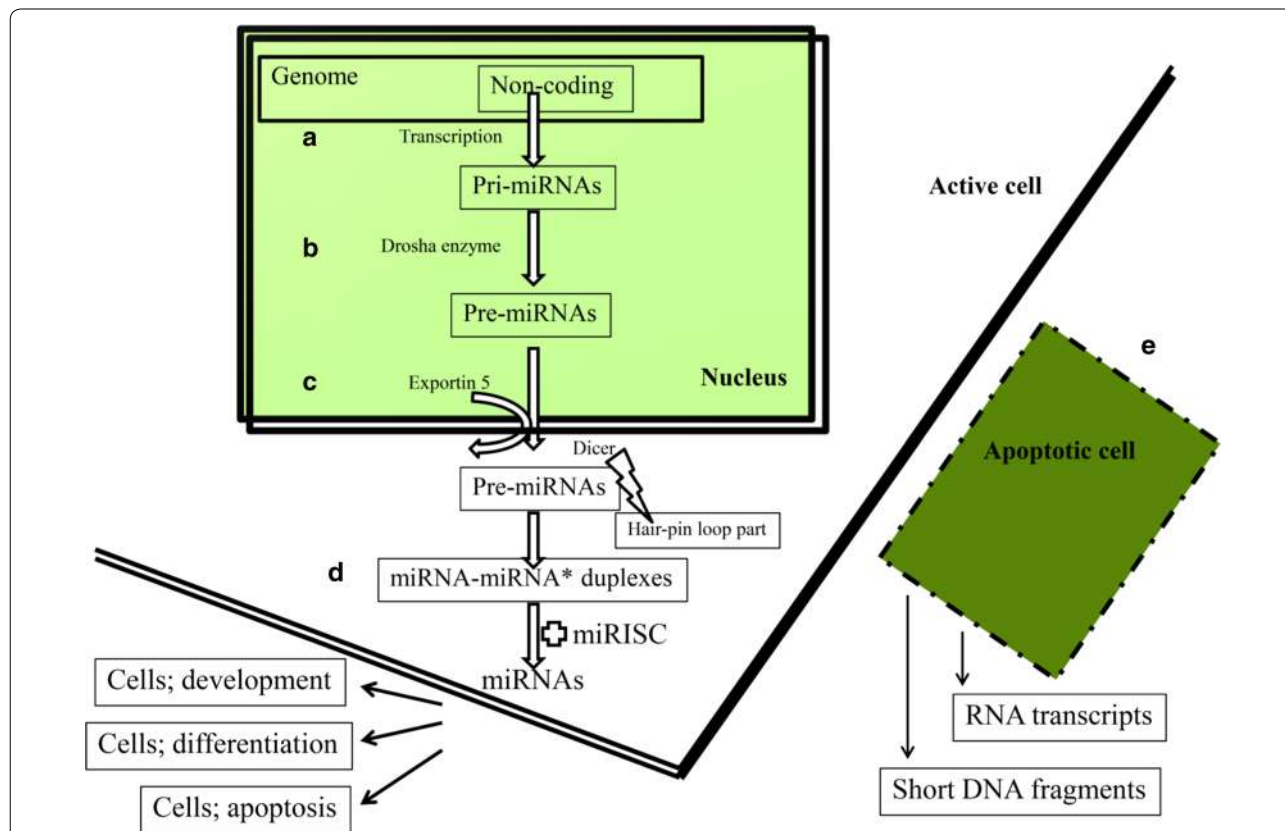 Genome
Non-coding
a
Transcription
Pri-miRNAs
Active cell
b
Drosha enzyme
Pre-miRNAs
e
c
Exportin 5
Nucleus
Dicer
Apoptotic cell
Pre-miRNAs
Hair-pin loop part
d
miRNA-miRNA* duplexes
miRISC
miRNAs
Cells; development
RNA transcripts
Cells; differentiation
Short DNA fragments
Cells; apoptosis